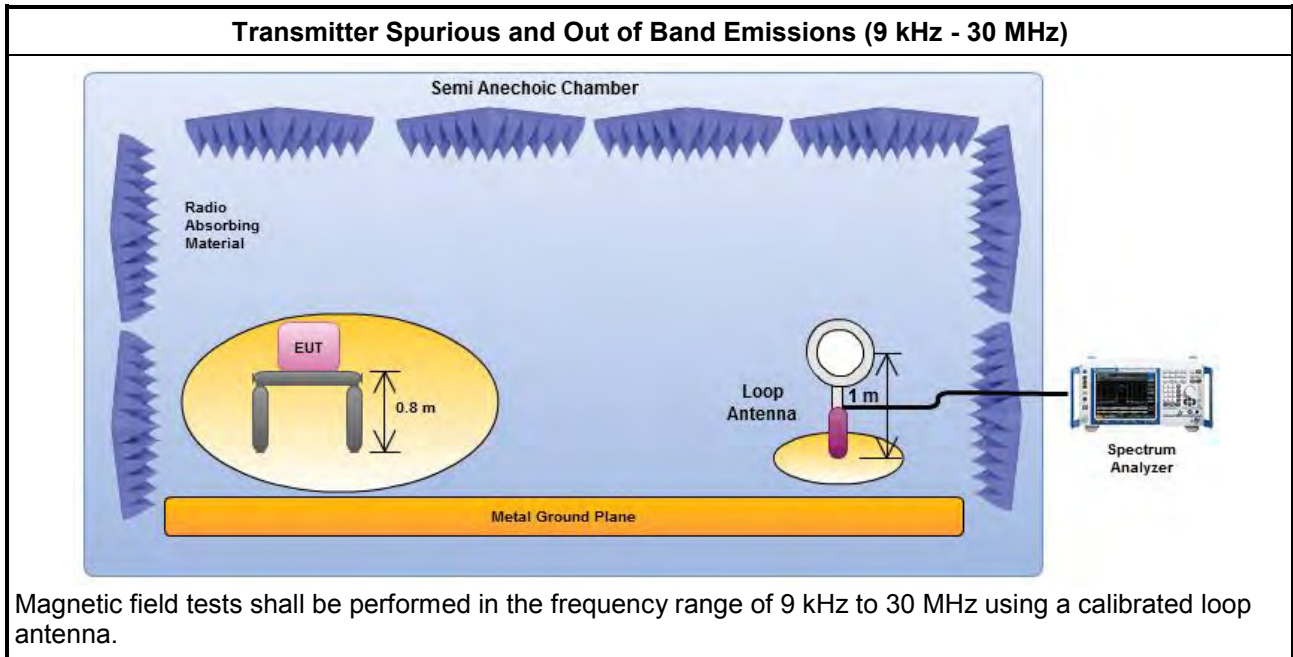 Transmitter Spurious and Out of Band Emissions (9 kHz - 30 MHz)
Semi Anechoic Chamber
Radio
Absorbing
Material
EUT
0.8 m
Loop
Antenna
1 m
Spectrum
Analyzer
Metal Ground Plane
Magnetic field tests shall be performed in the frequency range of 9 kHz to 30 MHz using a calibrated loop
antenna.